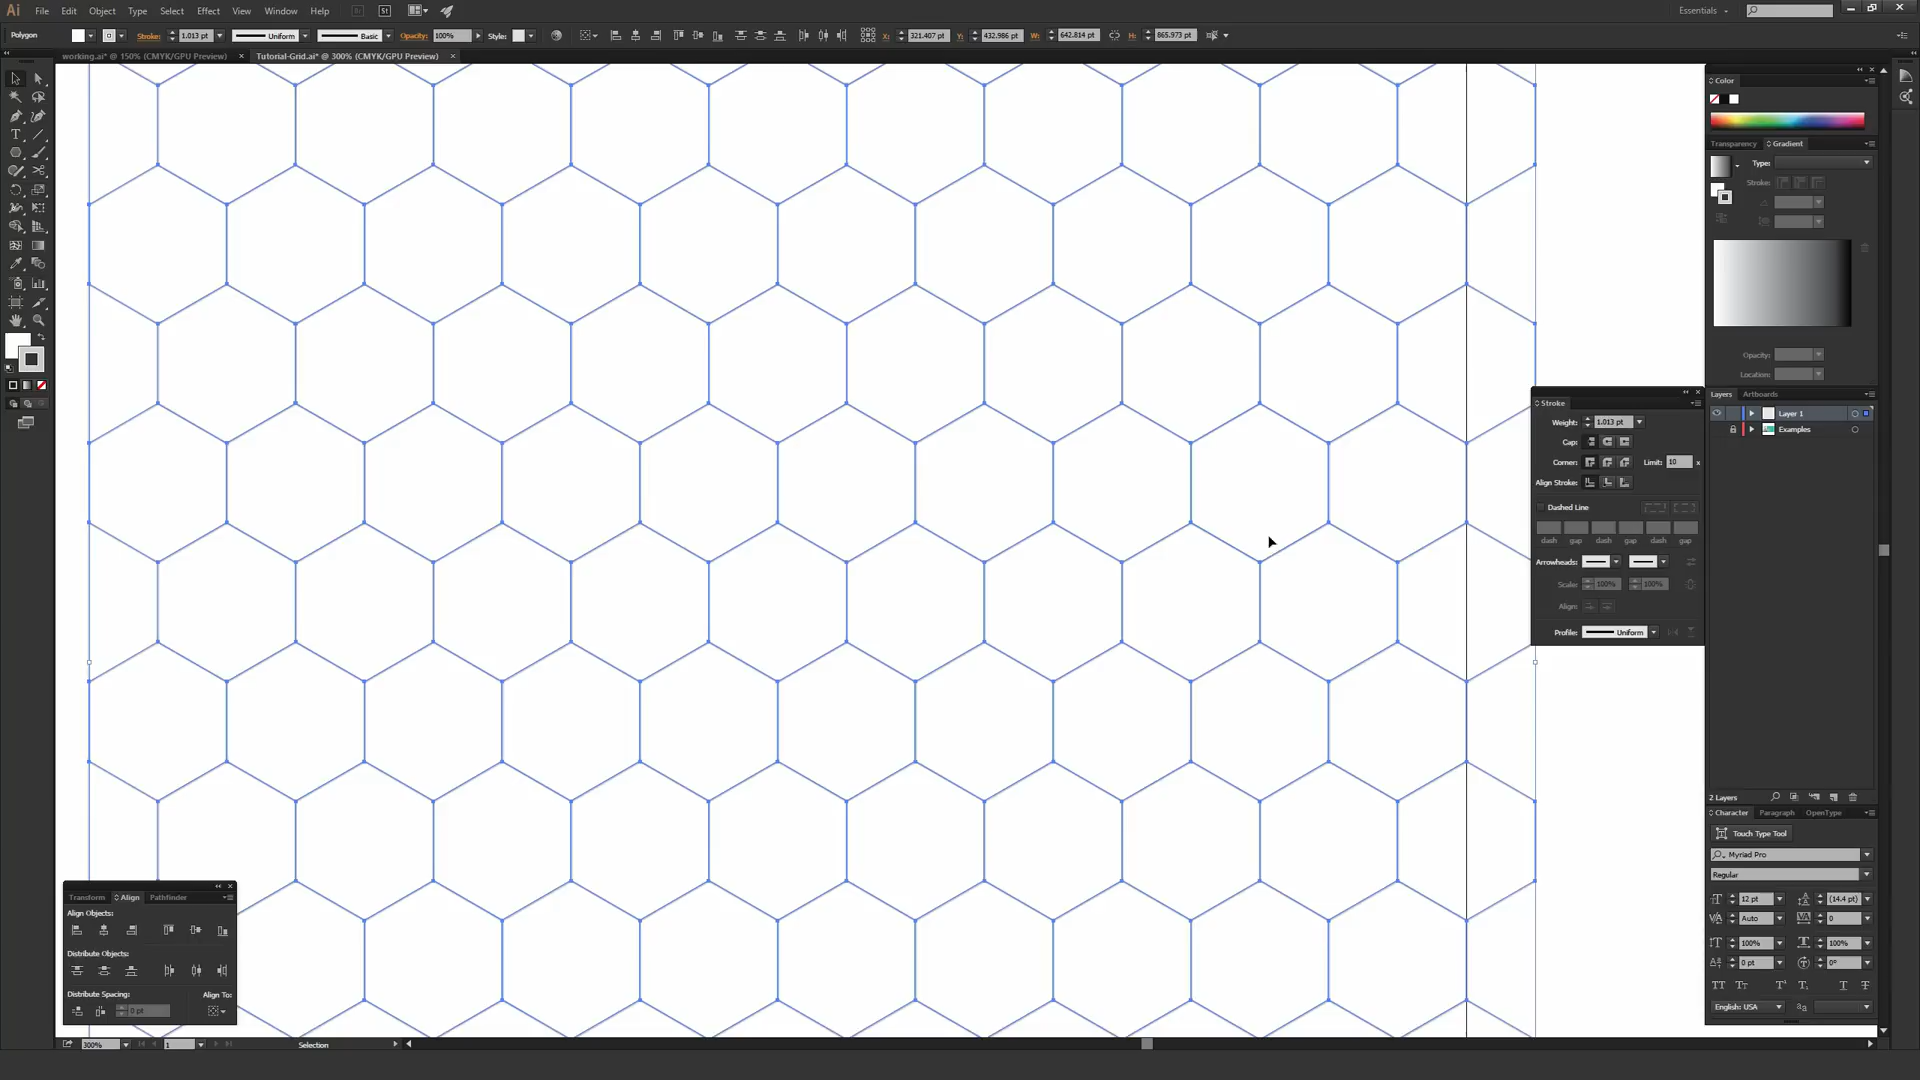 Ai File Edit Object Type Select Effect View Window Help Br St Essentials
Polygon Stroke: 1.013 pt Uniform Basic Opacity: 100% Style: X: 321.407 pt Y: 432.986 pt W: 642.814 pt H: 865.973 pt
working.ai* @ 150% (CMYK/GPU Preview) Tutorial-Grid.ai* @ 300% (CMYK/GPU Preview)
Color
Transparency Gradient
Type:
Stroke:
Opacity:
Location:
Stroke
Weight: 1.013 pt
Cap:
Corner: Limit: 10 x
Align Stroke:
Dashed Line
dash gap dash gap dash gap
Arrowheads:
Scale: 100% 100%
Align:
Profile: Uniform
Layers Artboards
Layer 1
Examples
2 Layers
Character Paragraph OpenType
Touch Type Tool
Myriad Pro
Regular
12 pt (14.4 pt)
Auto 0
100% 100%
0 pt 0°
English: USA
Transform Align Pathfinder
Align Objects:
Distribute Objects:
Distribute Spacing: Align To:
0 pt
300% 1 Selection